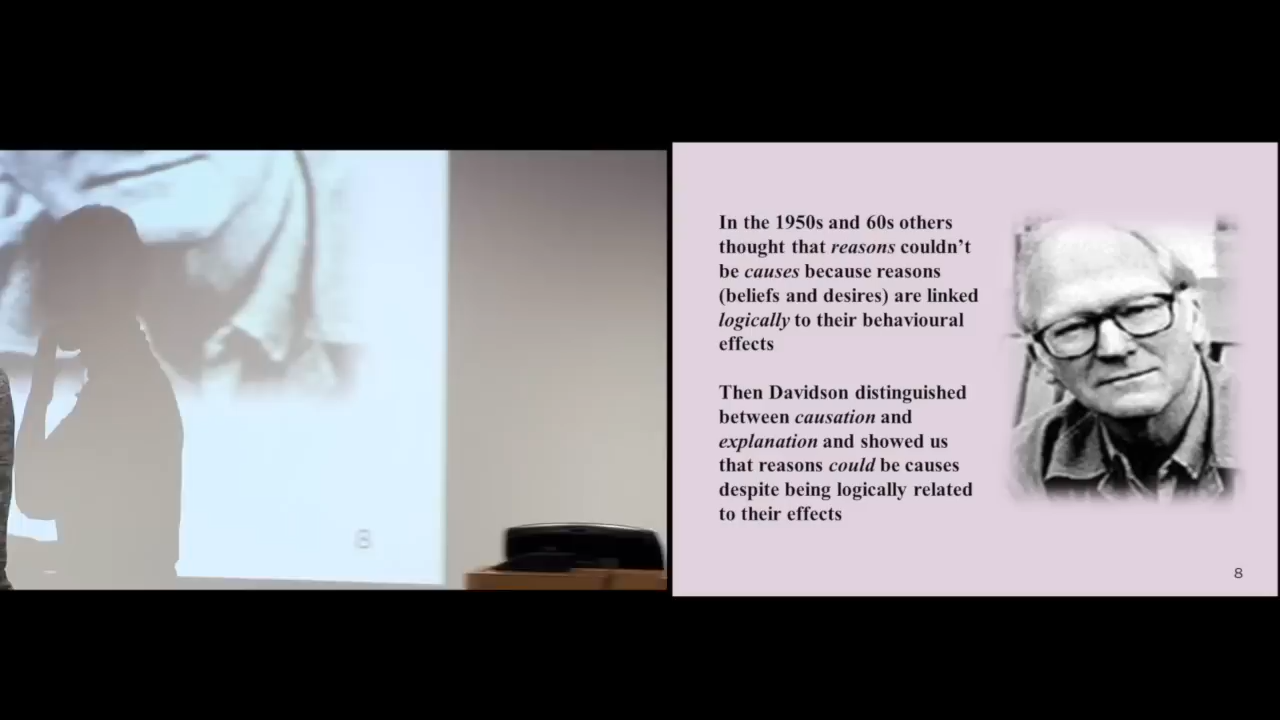 In the 1950s and 60s others
thought that reasons couldn't
be causes because reasons
(beliefs and desires) are linked
logically to their behavioural
effects
Then Davidson distinguished
between causation and
explanation and showed us
that reasons could be causes
despite being logically related
to their effects
8
8